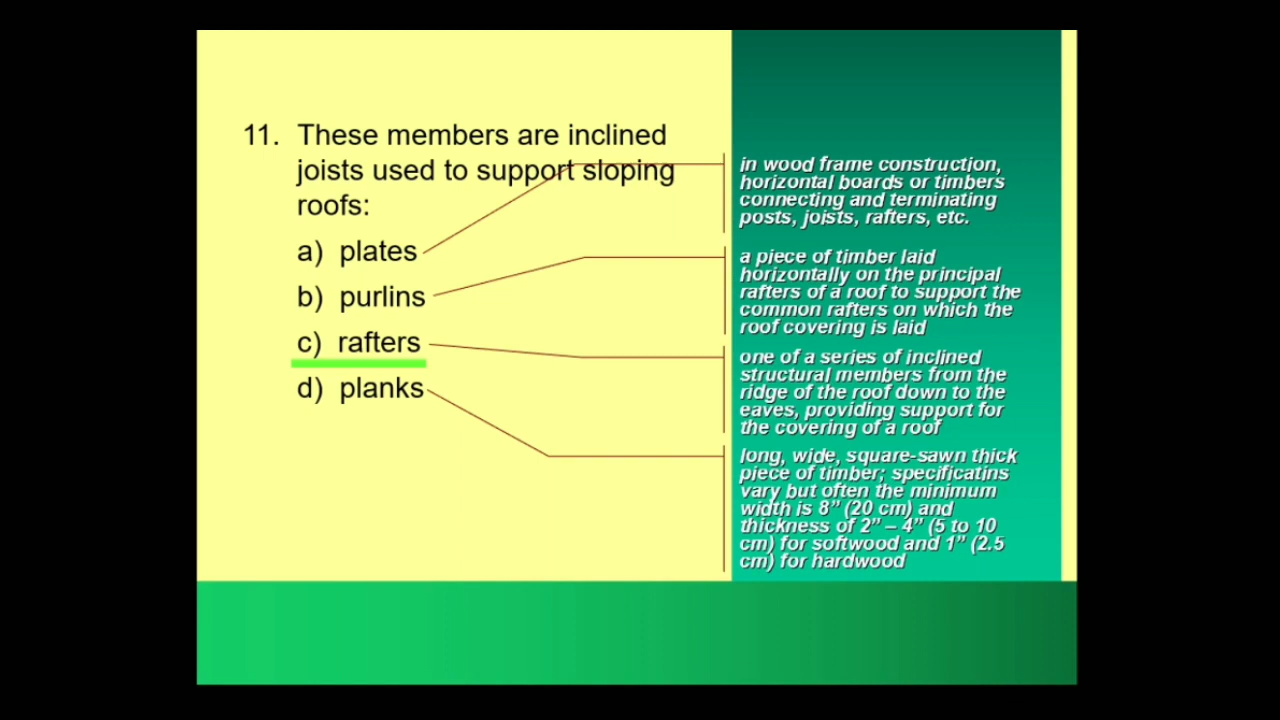 11. These members are inclined
joists used to support sloping
roofs:
a) plates
b) purlins
c) rafters
d) planks
in wood frame construction,
horizontal boards or timbers
connecting and terminating
posts, joists, rafters, etc.
a piece of timber laid
horizontally on the principal
rafters of a roof to support the
common rafters on which the
roof covering is laid
one of a series of inclined
structural members from the
ridge of the roof down to the
eaves, providing support for
the covering of a roof
long, wide, square-sawn thick
piece of timber; specificatins
vary but often the minimum
width is 8” (20 cm) and
thickness of 2” – 4” (5 to 10
cm) for softwood and 1” (2.5
cm) for hardwood